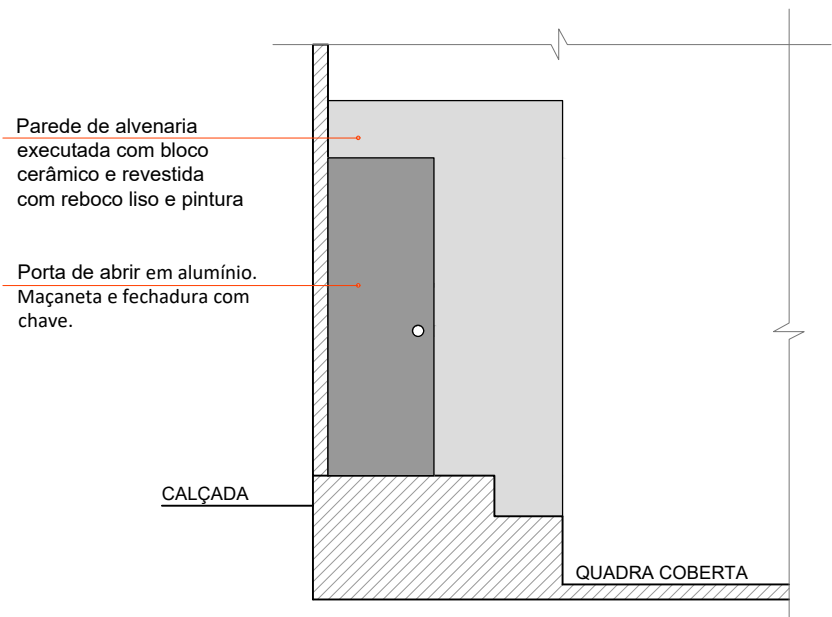 Parede de alvenaria
executada com bloco
cerâmico e revestida
com reboco liso e pintura
Porta de abrir em alumínio.
Maçaneta e fechadura com
chave.
CALÇADA
QUADRA COBERTA